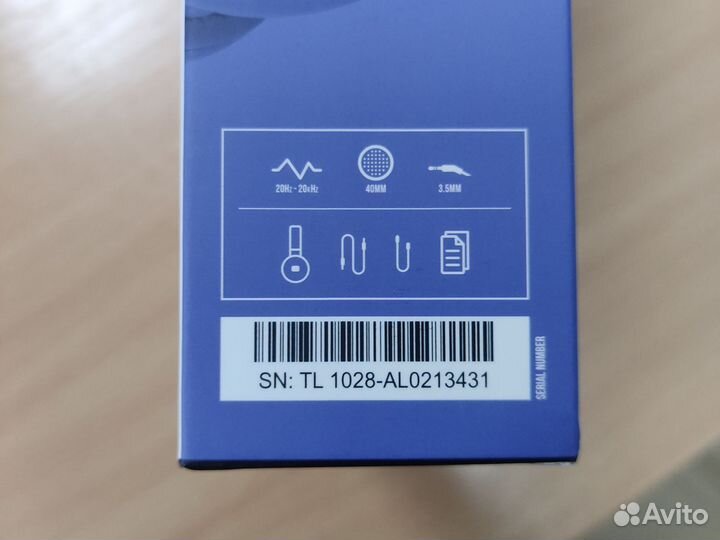 20Hz - 20kHz 40MM 3.5MM
SN: TL 1028-AL0213431
SERIAL NUMBER
Avito